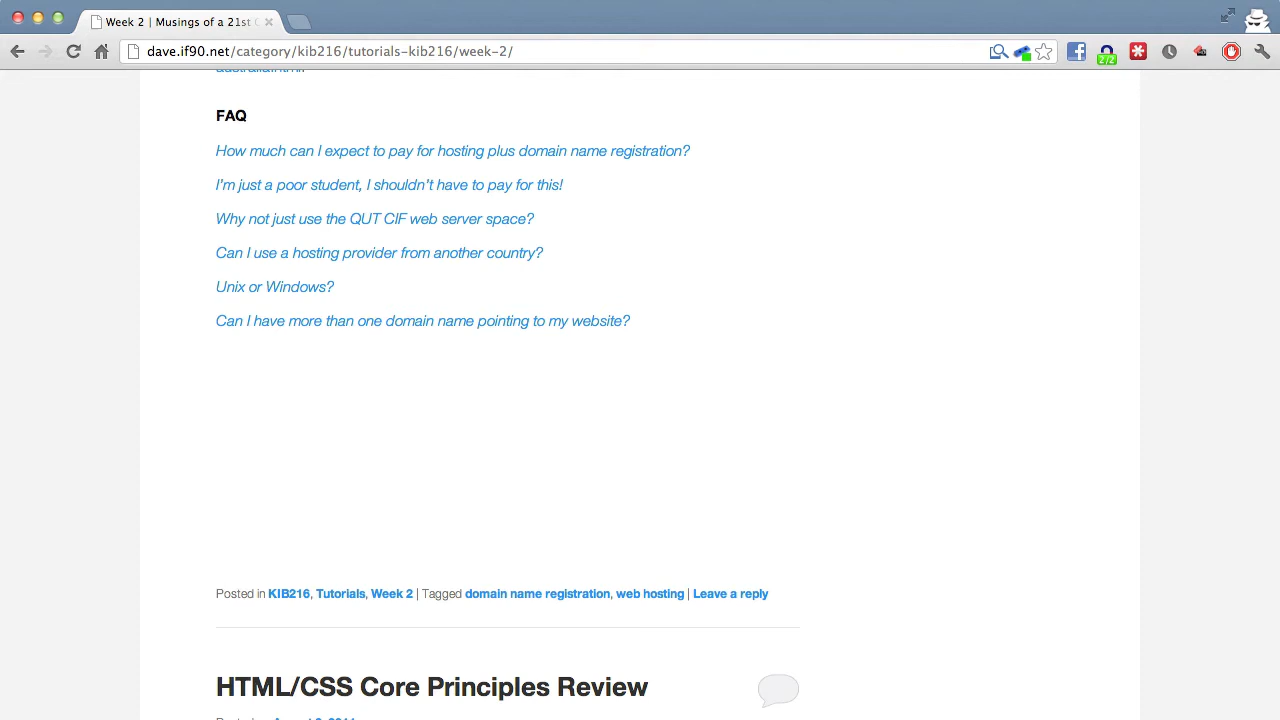 Week 2 | Musings of a 21st
dave.if90.net/category/kib216/tutorials-kib216/week-2/
2/2
FAQ
How much can I expect to pay for hosting plus domain name registration?
I'm just a poor student, I shouldn't have to pay for this!
Why not just use the QUT CIF web server space?
Can I use a hosting provider from another country?
Unix or Windows?
Can I have more than one domain name pointing to my website?
Posted in KIB216, Tutorials, Week 2 | Tagged domain name registration, web hosting | Leave a reply
HTML/CSS Core Principles Review